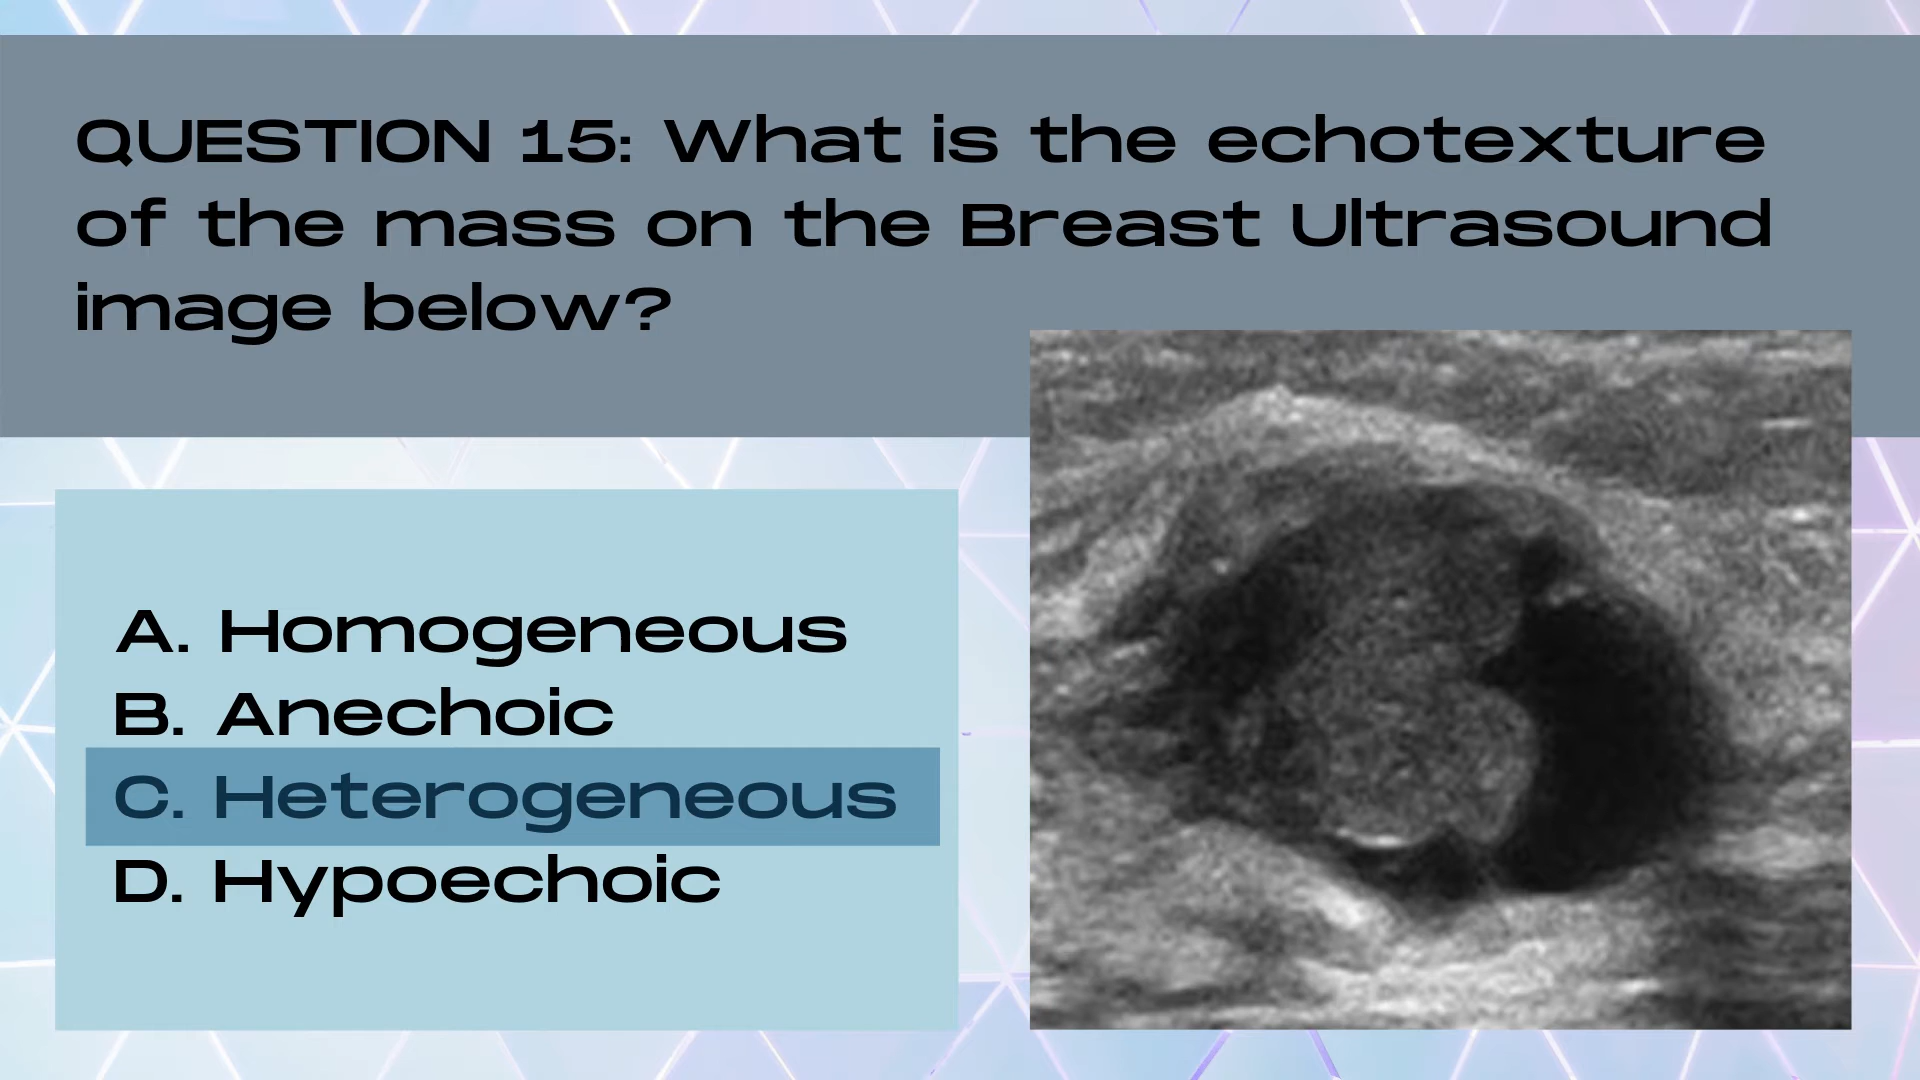 QUESTION 15: What is the echotexture
of the mass on the Breast Ultrasound
image below?
A. Homogeneous
B. Anechoic
C. Heterogeneous
D. Hypoechoic